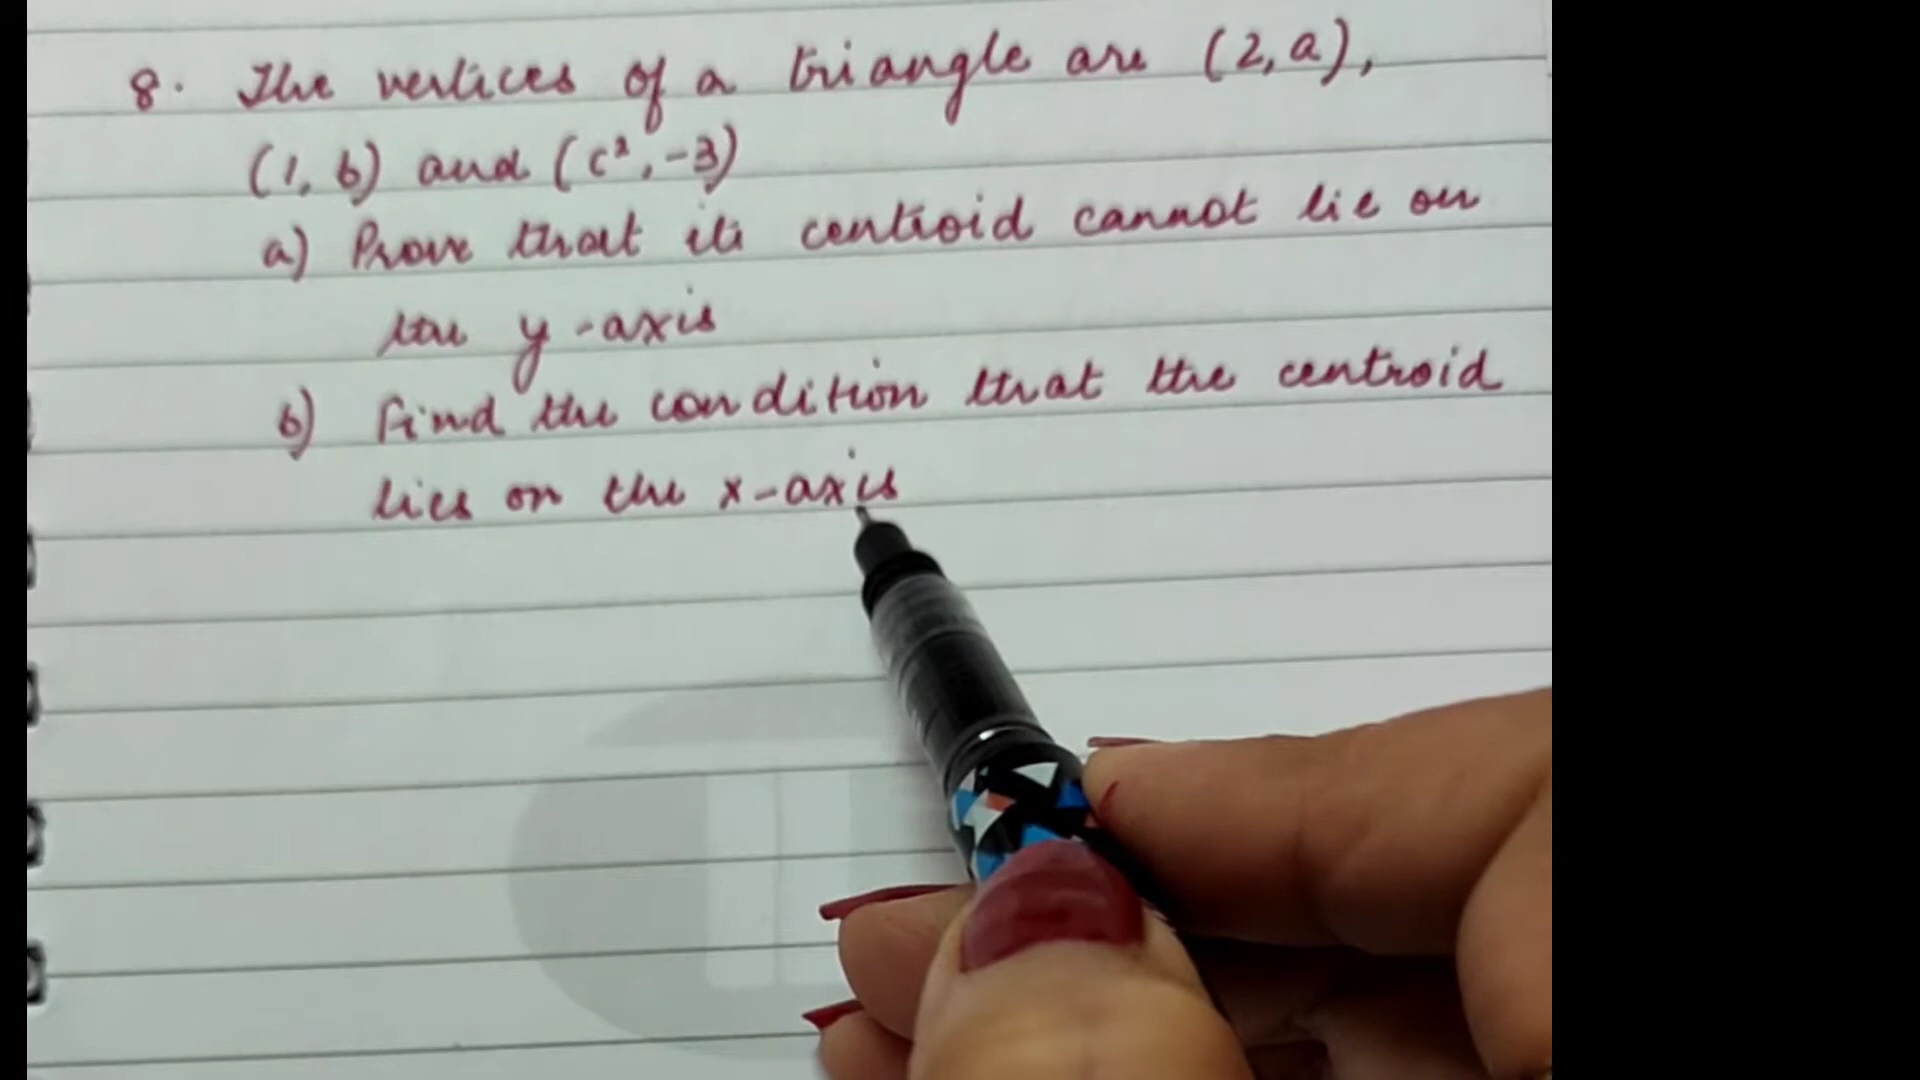 8. The vertices of a triangle are (2, a),
(1, b) and (c², -3)
a) Prove that its centroid cannot lie on
the y-axis
b) Find the condition that the centroid
lies on the x-axis